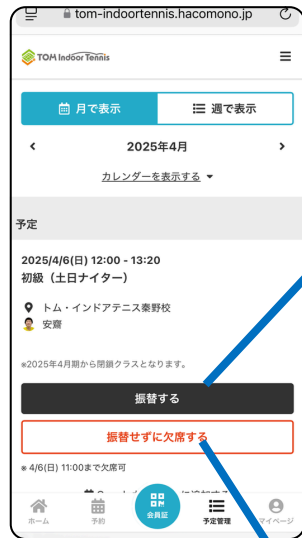 tom-indoortennis.hacomono.jp
TOM Indoor Tennis
月で表示
週で表示
2025年4月
カレンダーを表示する
予定
2025/4/6(日) 12:00 - 13:20
初級（土日ナイター）
トム・インドアテニス秦野校
安齋
※2025年4月期から閉鎖クラスとなります。
振替する
振替せずに欠席する
※ 4/6(日) 11:00まで欠席可
ホーム
予約
会員証
予定管理
マイページ